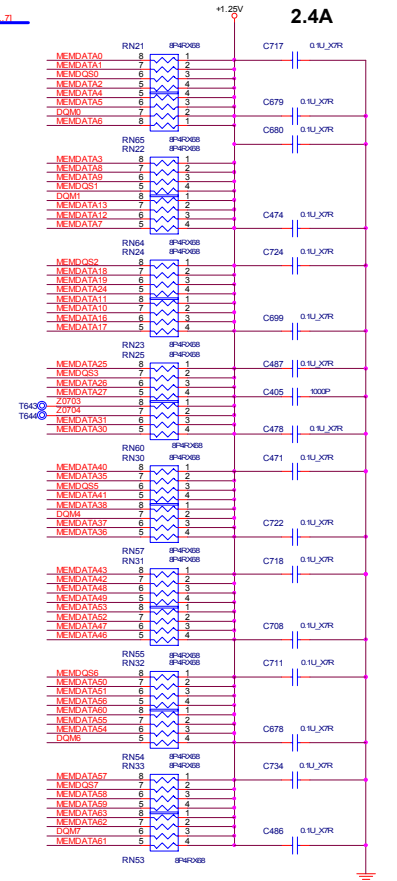 ..7]
+1.25V
2.4A
RN21 8P4RX68 C717 0.1U_X7R
MEMDATA0 8 1
MEMDATA1 7 2
MEMDQS0 6 3
MEMDATA2 5 4
MEMDATA4 5 4
MEMDATA5 6 3 C679 0.1U_X7R
DQM0 7 2
MEMDATA6 8 1 C680 0.1U_X7R
RN65 8P4RX68
RN22 8P4RX68
MEMDATA3 8 1
MEMDATA8 7 2
MEMDATA9 6 3
MEMDQS1 5 4
DQM1 8 1
MEMDATA13 7 2
MEMDATA12 6 3 C474 0.1U_X7R
MEMDATA7 5 4
RN64 8P4RX68
RN24 8P4RX68 C724 0.1U_X7R
MEMDQS2 8 1
MEMDATA18 7 2
MEMDATA19 6 3
MEMDATA24 5 4
MEMDATA11 8 1
MEMDATA10 7 2
MEMDATA16 6 3 C699 0.1U_X7R
MEMDATA17 5 4
RN23 8P4RX68
RN25 8P4RX68 C487 0.1U_X7R
MEMDATA25 8 1
MEMDQS3 7 2
MEMDATA26 6 3 C405 1000P
MEMDATA27 5 4
T643 Z0703 8 1
T644 Z0704 7 2
MEMDATA31 6 3 C478 0.1U_X7R
MEMDATA30 5 4
RN60 8P4RX68
RN30 8P4RX68 C471 0.1U_X7R
MEMDATA40 8 1
MEMDATA35 7 2
MEMDQS5 6 3
MEMDATA41 5 4
MEMDATA38 8 1
DQM4 7 2
MEMDATA37 6 3 C722 0.1U_X7R
MEMDATA36 5 4
RN57 8P4RX68
RN31 8P4RX68 C718 0.1U_X7R
MEMDATA43 8 1
MEMDATA42 7 2
MEMDATA48 6 3
MEMDATA49 5 4
MEMDATA53 8 1
MEMDATA52 7 2
MEMDATA47 6 3 C708 0.1U_X7R
MEMDATA46 5 4
RN55 8P4RX68
RN32 8P4RX68 C711 0.1U_X7R
MEMDQS6 8 1
MEMDATA50 7 2
MEMDATA51 6 3
MEMDATA56 5 4
MEMDATA60 8 1
MEMDATA55 7 2
MEMDATA54 6 3 C678 0.1U_X7R
DQM6 5 4
RN54 8P4RX68
RN33 8P4RX68 C734 0.1U_X7R
MEMDATA57 8 1
MEMDQS7 7 2
MEMDATA58 6 3
MEMDATA59 5 4
MEMDATA63 8 1
MEMDATA62 7 2
DQM7 6 3 C486 0.1U_X7R
MEMDATA61 5 4
RN53 8P4RX68